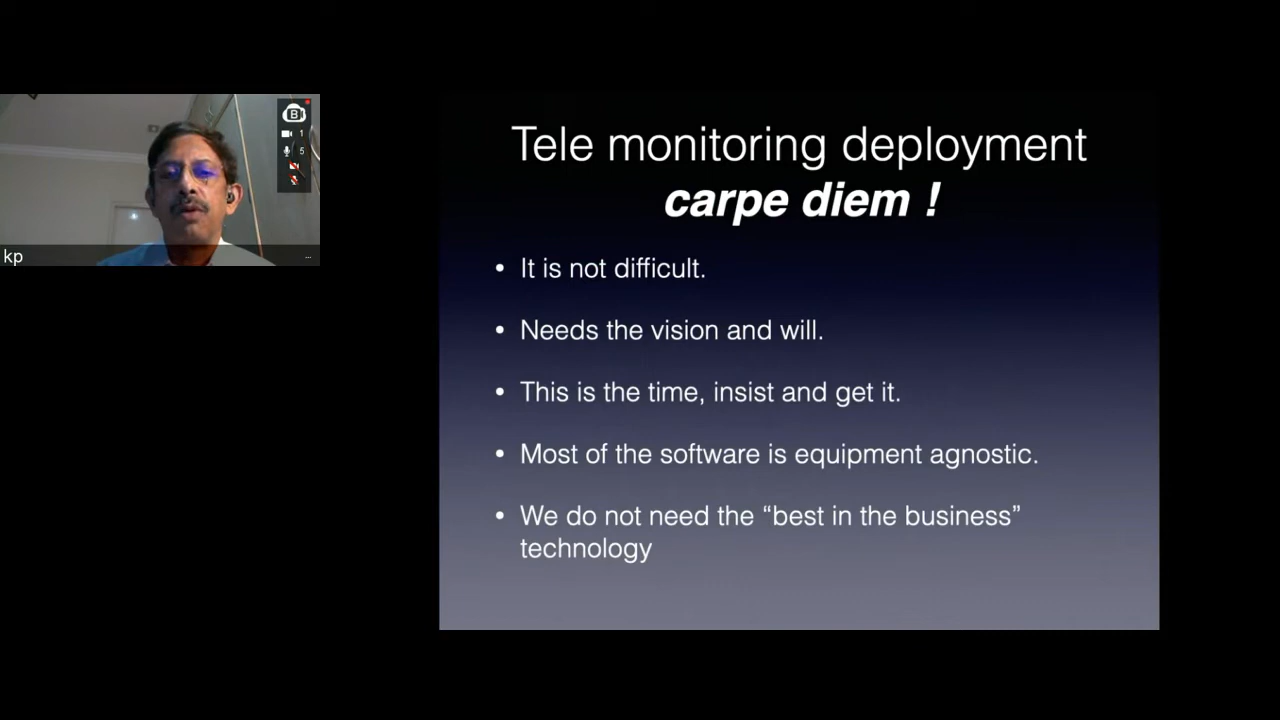 B
1
5
kp
Tele monitoring deployment
carpe diem !
• It is not difficult.
• Needs the vision and will.
• This is the time, insist and get it.
• Most of the software is equipment agnostic.
• We do not need the “best in the business”
technology